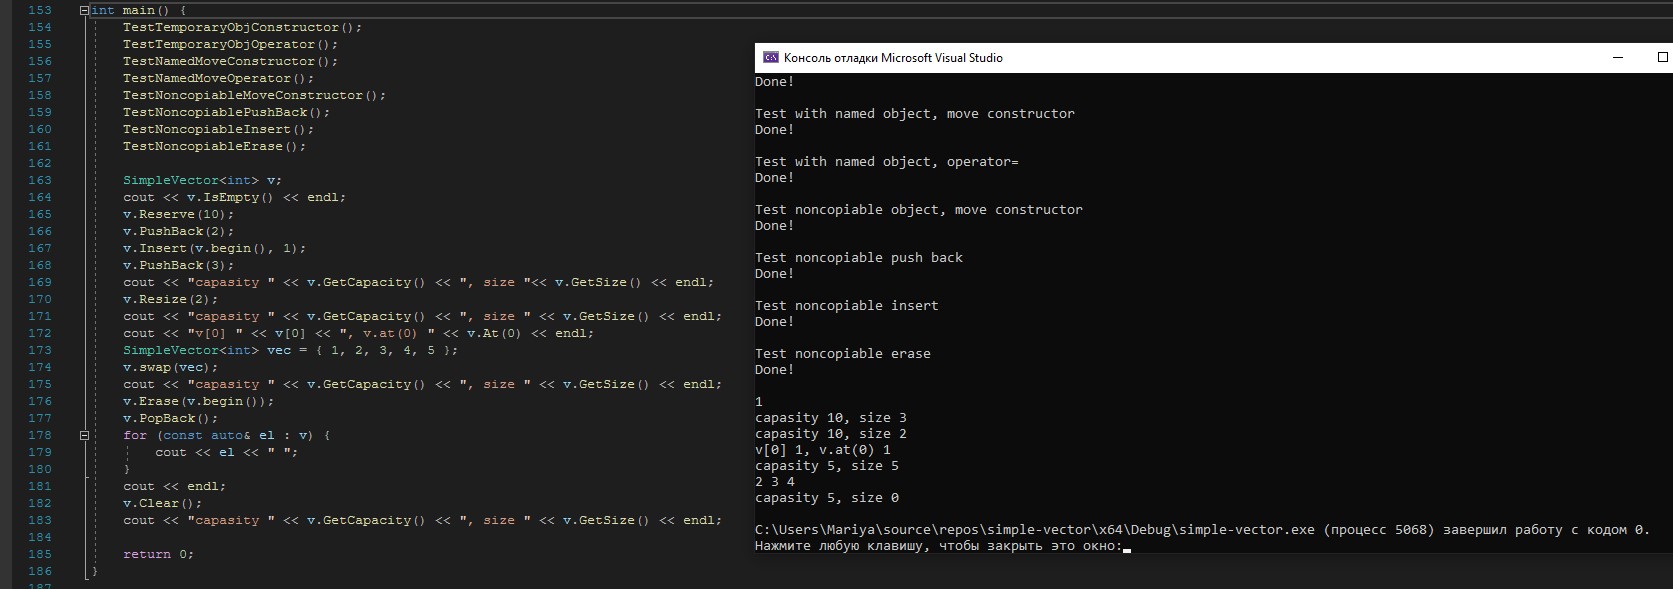 153 int main() {
154 TestTemporaryObjConstructor();
155 TestTemporaryObjOperator();
156 TestNamedMoveConstructor();
157 TestNamedMoveOperator();
158 TestNoncopiableMoveConstructor();
159 TestNoncopiablePushBack();
160 TestNoncopiableInsert();
161 TestNoncopiableErase();
162
163 SimpleVector<int> v;
164 cout << v.IsEmpty() << endl;
165 v.Reserve(10);
166 v.PushBack(2);
167 v.Insert(v.begin(), 1);
168 v.PushBack(3);
169 cout << "capasity " << v.GetCapacity() << ", size "<< v.GetSize() << endl;
170 v.Resize(2);
171 cout << "capasity " << v.GetCapacity() << ", size " << v.GetSize() << endl;
172 cout << "v[0] " << v[0] << ", v.at(0) " << v.At(0) << endl;
173 SimpleVector<int> vec = { 1, 2, 3, 4, 5 };
174 v.swap(vec);
175 cout << "capasity " << v.GetCapacity() << ", size " << v.GetSize() << endl;
176 v.Erase(v.begin());
177 v.PopBack();
178 for (const auto& el : v) {
179 cout << el << " ";
180 }
181 cout << endl;
182 v.Clear();
183 cout << "capasity " << v.GetCapacity() << ", size " << v.GetSize() << endl;
184
185 return 0;
186 }
187
Консоль отладки Microsoft Visual Studio
Done!
Test with named object, move constructor
Done!
Test with named object, operator=
Done!
Test noncopiable object, move constructor
Done!
Test noncopiable push back
Done!
Test noncopiable insert
Done!
Test noncopiable erase
Done!
1
capasity 10, size 3
capasity 10, size 2
v[0] 1, v.at(0) 1
capasity 5, size 5
2 3 4
capasity 5, size 0
C:\Users\Mariya\source\repos\simple-vector\x64\Debug\simple-vector.exe (процесс 5068) завершил работу с кодом 0.
Нажмите любую клавишу, чтобы закрыть это окно: